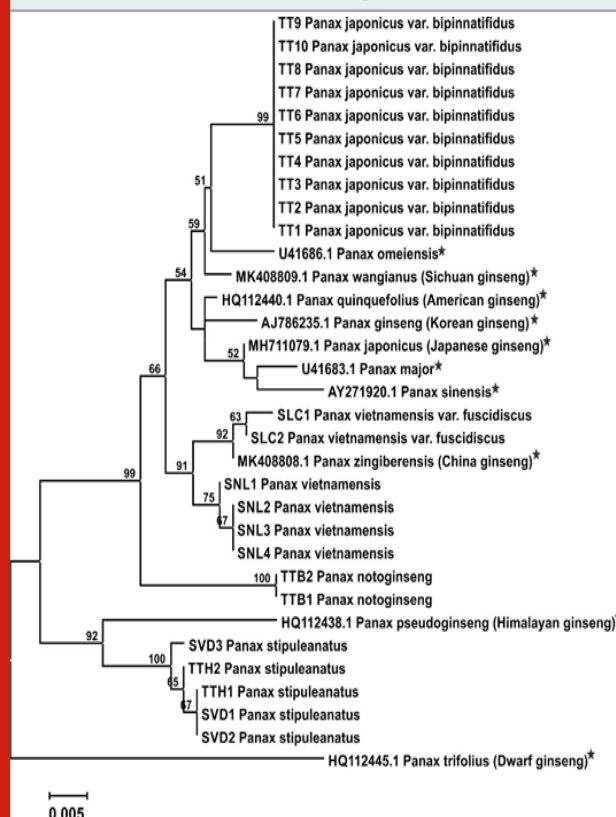 TT9 Panax japonicus var. bipinnatifidus
TT10 Panax japonicus var. bipinnatifidus
TT8 Panax japonicus var. bipinnatifidus
TT7 Panax japonicus var. bipinnatifidus
99
TT6 Panax japonicus var. bipinnatifidus
TT5 Panax japonicus var. bipinnatifidus
TT4 Panax japonicus var. bipinnatifidus
51
TT3 Panax japonicus var. bipinnatifidus
TT2 Panax japonicus var. bipinnatifidus
59
TT1 Panax japonicus var. bipinnatifidus
U41686.1 Panax omeiensis★
54
MK408809.1 Panax wangianus (Sichuan ginseng)★
HQ112440.1 Panax quinquefolius (American ginseng)★
AJ786235.1 Panax ginseng (Korean ginseng)★
MH711079.1 Panax japonicus (Japanese ginseng)★
52
U41683.1 Panax major★
66
AY271920.1 Panax sinensis★
63
SLC1 Panax vietnamensis var. fuscidiscus
92
SLC2 Panax vietnamensis var. fuscidiscus
MK408808.1 Panax zingiberensis (China ginseng)★
99
91
SNL1 Panax vietnamensis
75
SNL2 Panax vietnamensis
67
SNL3 Panax vietnamensis
SNL4 Panax vietnamensis
100
TTB2 Panax notoginseng
TTB1 Panax notoginseng
HQ112438.1 Panax pseudoginseng (Himalayan ginseng)
92
SVD3 Panax stipuleanatus
100
TTH2 Panax stipuleanatus
65
TTH1 Panax stipuleanatus
67
SVD1 Panax stipuleanatus
SVD2 Panax stipuleanatus
HQ112445.1 Panax trifolius (Dwarf ginseng)★
0.005